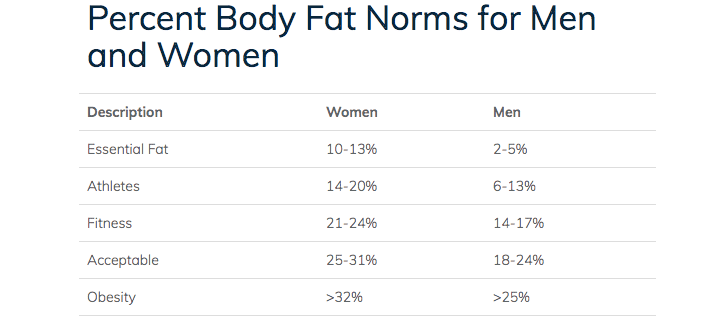 Percent Body Fat Norms for Men
and Women
Description Women Men
Essential Fat 10-13% 2-5%
Athletes 14-20% 6-13%
Fitness 21-24% 14-17%
Acceptable 25-31% 18-24%
Obesity >32% >25%